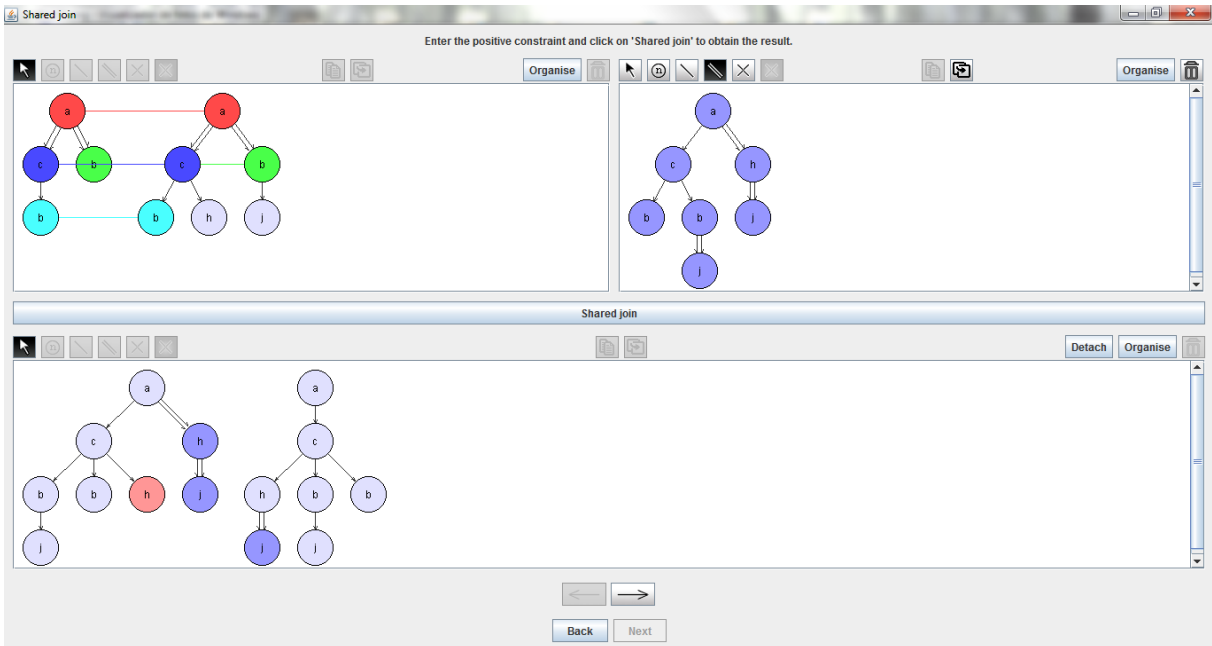 Shared join
Enter the positive constraint and click on 'Shared join' to obtain the result.
n Organise n Organise
a a a
c b c b c h
b b h j b b j
j
Shared join
n Detach Organise
a a
c h c
b b h j h b b
j j j
Back Next